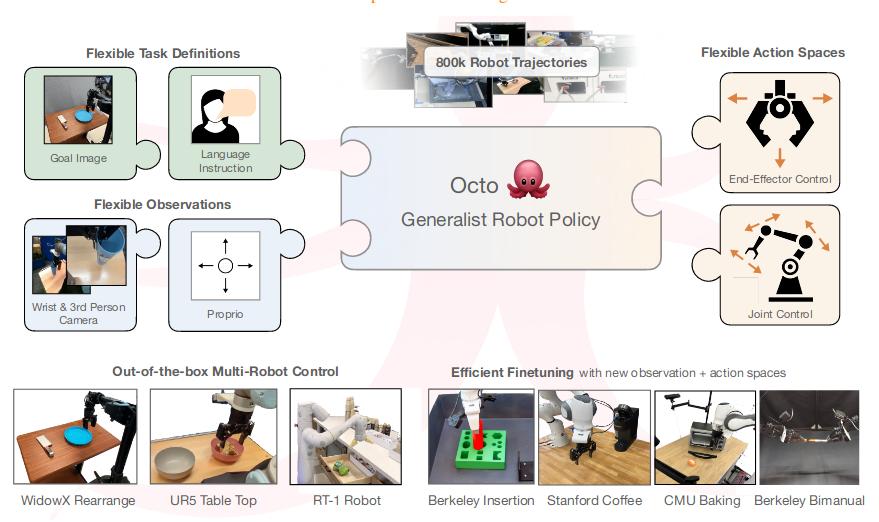 Flexible Task Definitions
Goal Image
Language
Instruction
Flexible Observations
Wrist & 3rd Person
Camera
Proprio
800k Robot Trajectories
Octo
Generalist Robot Policy
Flexible Action Spaces
End-Effector Control
Joint Control
Out-of-the-box Multi-Robot Control
WidowX Rearrange
UR5 Table Top
RT-1 Robot
Efficient Finetuning with new observation + action spaces
Berkeley Insertion
Stanford Coffee
CMU Baking
Berkeley Bimanual